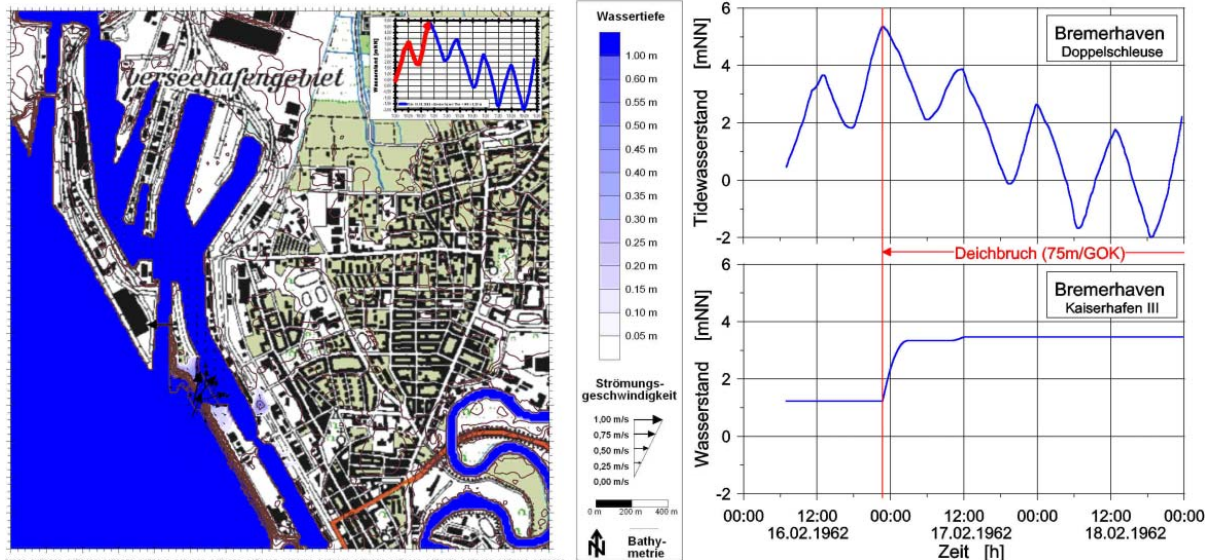 erseehafengebiet
Wasserstand [mNN]
Wassertiefe
1.00 m
0.60 m
0.55 m
0.50 m
0.45 m
0.40 m
0.35 m
0.30 m
0.25 m
0.20 m
0.15 m
0.10 m
0.05 m
Strömungs-
geschwindigkeit
1,00 m/s
0,75 m/s
0,50 m/s
0,25 m/s
0,00 m/s
0 m 200 m 400 m
N
Bathy-
metrie
Tidewasserstand [mNN]
6
4
2
0
-2
Bremerhaven
Doppelschleuse
Deichbruch (75m/GOK)
Wasserstand [mNN]
6
4
2
0
-2
Bremerhaven
Kaiserhafen III
00:00 12:00 00:00 12:00 00:00 12:00 00:00
16.02.1962 17.02.1962 18.02.1962
Zeit [h]